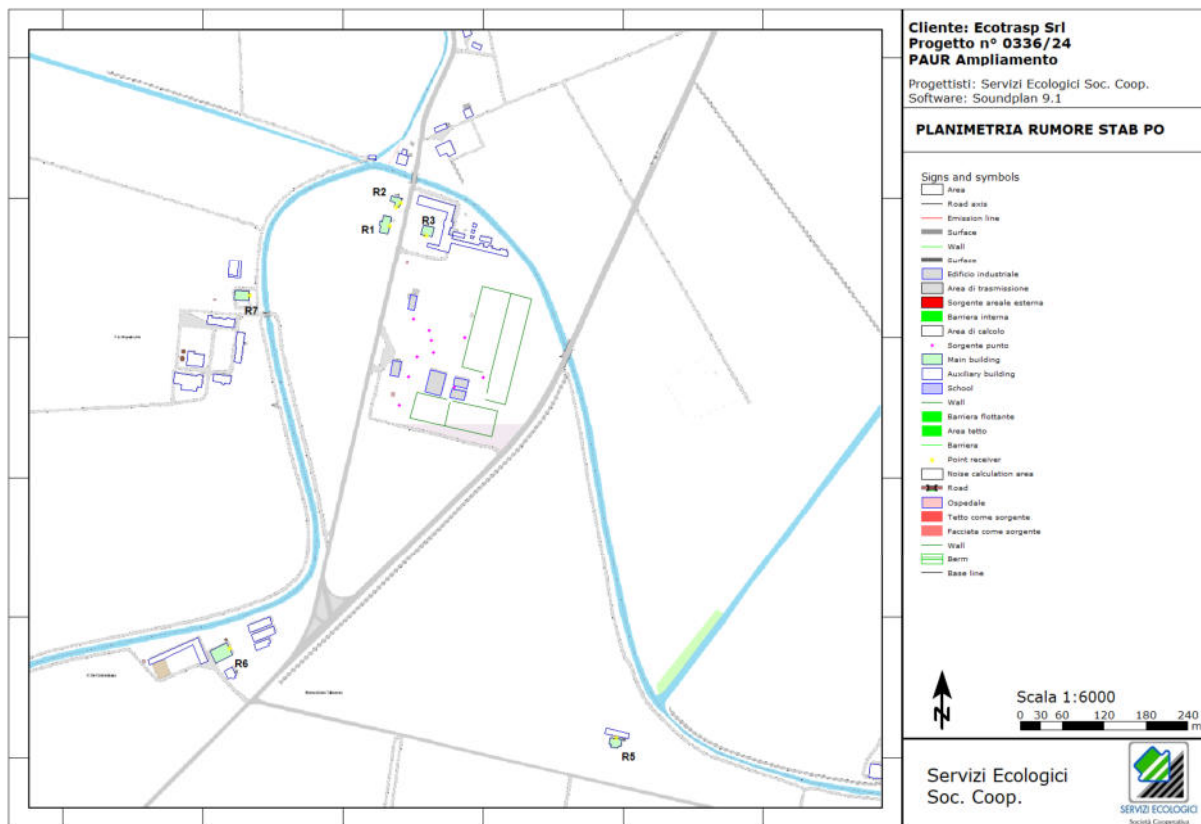 Cliente: Ecotrasp Srl
Progetto n° 0336/24
PAUR Ampliamento
Progettisti: Servizi Ecologici Soc. Coop.
Software: Soundplan 9.1
PLANIMETRIA RUMORE STAB PO
Signs and symbols
Area
Road axis
Emission line
Surface
Wall
Surface
Edificio industriale
Area di trasmissione
Sorgente areale esterna
Barriera interna
Area di calcolo
Sorgente punto
Main building
Auxiliary building
School
Wall
Barriera flottante
Area tetto
Barriera
Point receiver
Noise calculation area
Road
Ospedale
Tetto come sorgente
Facciata come sorgente
Wall
Berm
Base line
N
Scala 1:6000
0 30 60 120 180 240
m
Servizi Ecologici
Soc. Coop.
SERVIZI ECOLOGICI
Società Cooperativa
R2
R1
R3
R7
R6
R5